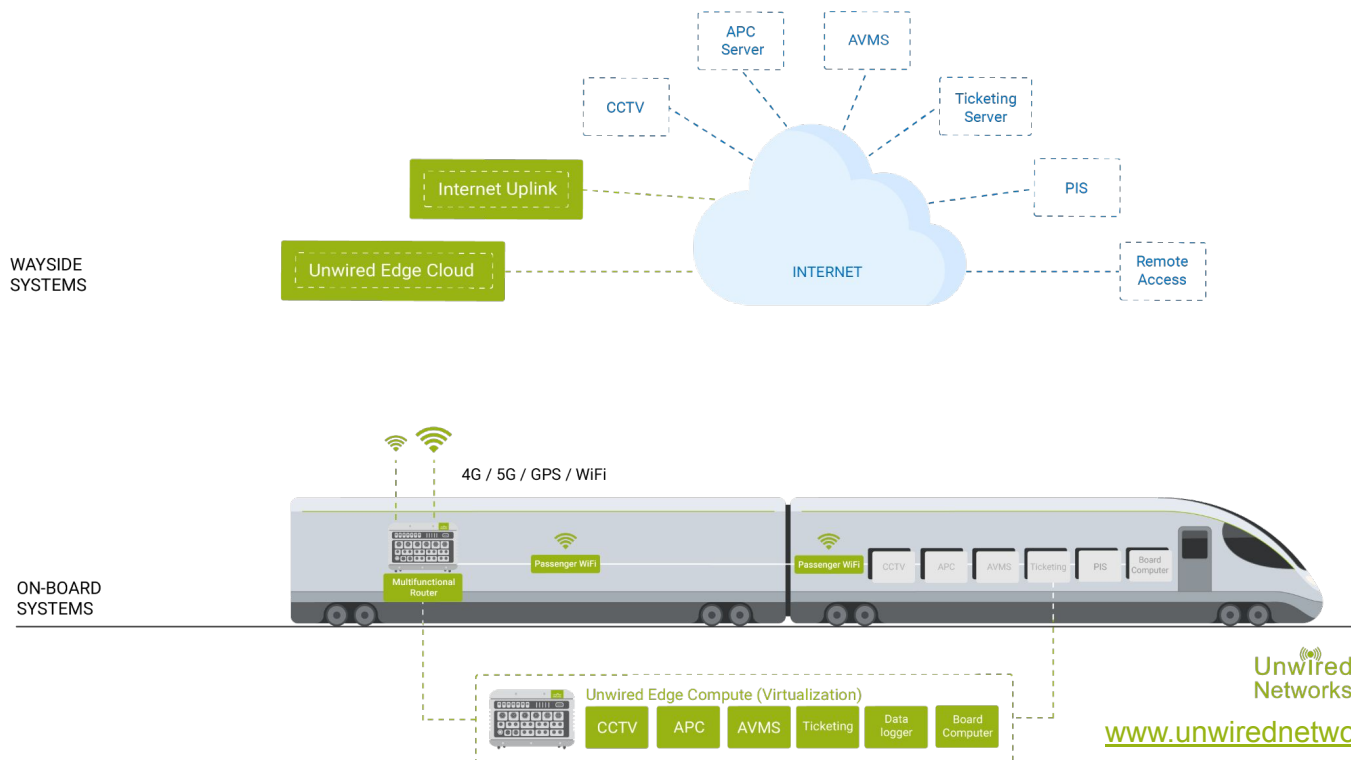 APC
Server
AVMS
CCTV
Ticketing
Server
Internet Uplink
PIS
WAYSIDE
SYSTEMS
Unwired Edge Cloud
INTERNET
Remote
Access
4G / 5G / GPS / WiFi
ON-BOARD
SYSTEMS
Multifunctional
Router
Passenger WiFi
Passenger WiFi
CCTV
APC
AVMS
Ticketing
PIS
Board
Computer
Unwired Edge Compute (Virtualization)
CCTV
APC
AVMS
Ticketing
Data
logger
Board
Computer
Unwired
Networks
www.unwirednetwo